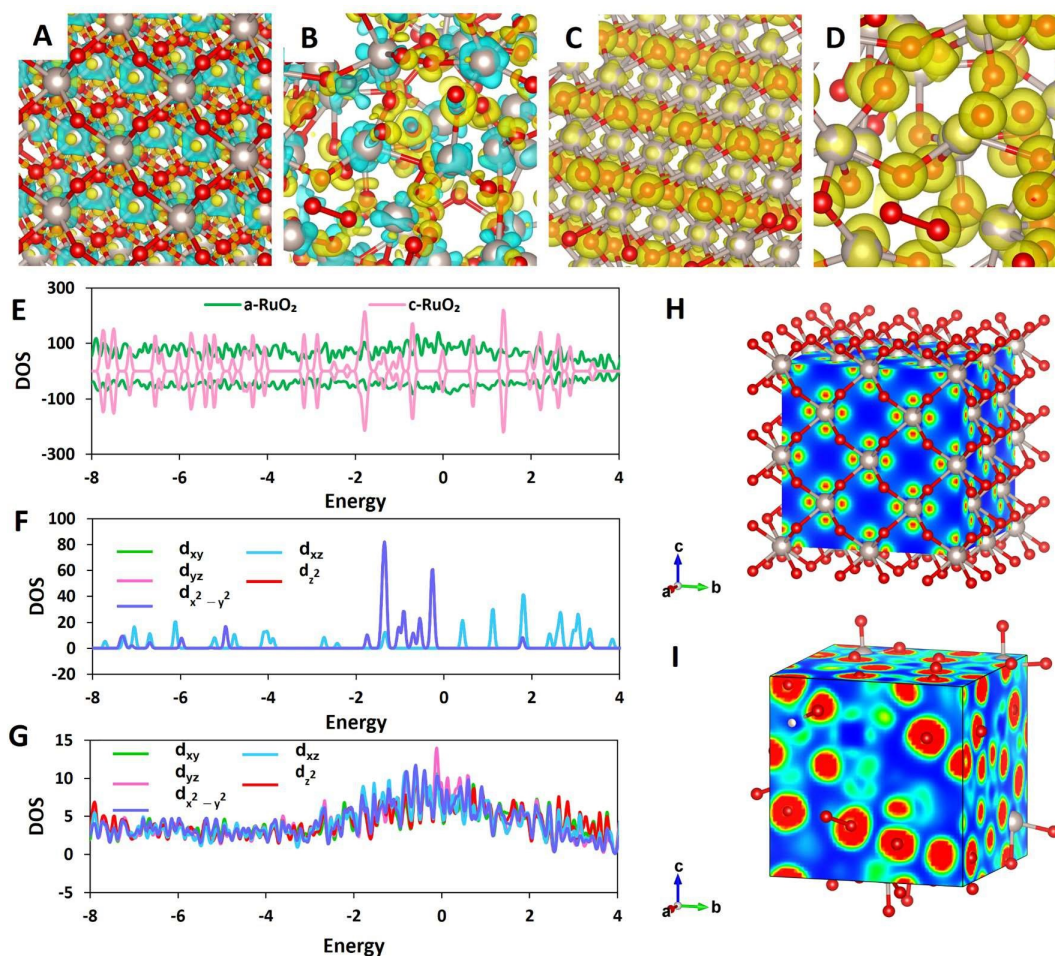 A
B
C
D
E
a-RuO₂
c-RuO₂
300
100
-100
-300
DOS
-8
-6
-4
-2
0
2
4
Energy
F
100
80
60
40
20
0
-20
DOS
d_xy
d_xz
d_yz
d_z²
d_x²−y²
-8
-6
-4
-2
0
2
4
Energy
G
15
10
5
0
-5
DOS
d_xy
d_xz
d_yz
d_z²
d_x²−y²
-8
-6
-4
-2
0
2
4
Energy
H
c
a
b
I
c
a
b